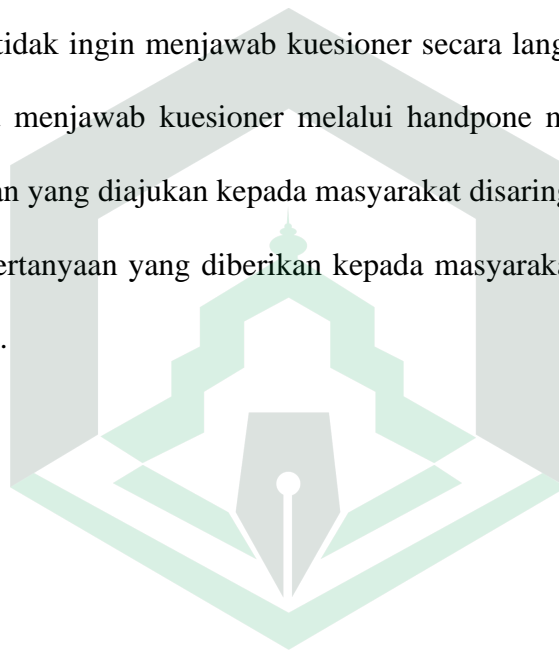 tidak ingin menjawab kuesioner secara lang
menjawab kuesioner melalui handpone
an yang diajukan kepada masyarakat disaring
ertanyaan yang diberikan kepada masyaraka
.